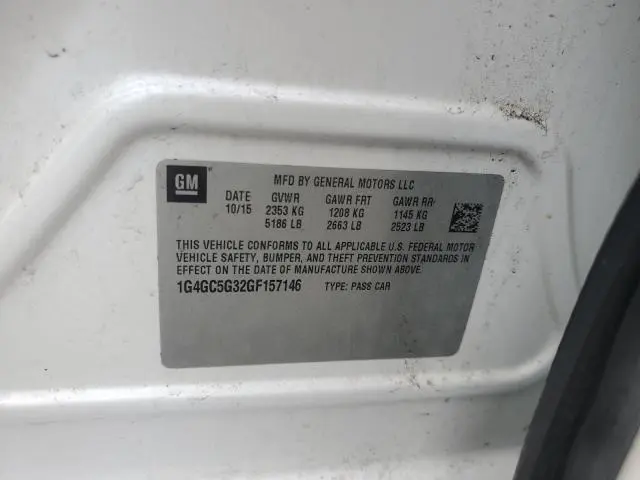 GM
MFD BY GENERAL MOTORS LLC
DATE GVWR GAWR FRT GAWR RR
10/15 2353 KG 1208 KG 1145 KG
5186 LB 2663 LB 2523 LB
THIS VEHICLE CONFORMS TO ALL APPLICABLE U.S. FEDERAL MOTOR
VEHICLE SAFETY, BUMPER, AND THEFT PREVENTION STANDARDS
IN EFFECT ON THE DATE OF MANUFACTURE SHOWN ABOVE.
1G4GC5G32GF157146 TYPE: PASS CAR